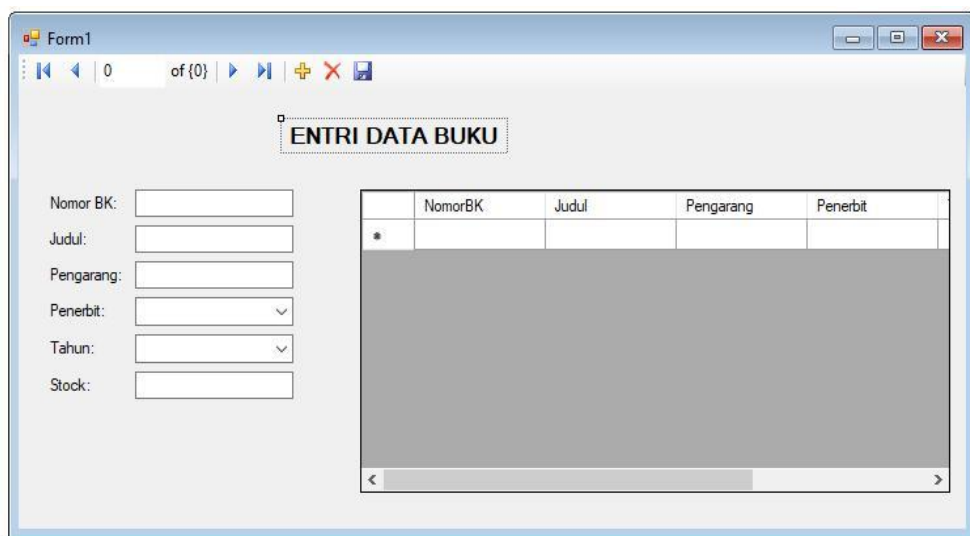 Form1
0 of {0}
ENTRI DATA BUKU
Nomor BK:
Judul:
Pengarang:
Penerbit:
Tahun:
Stock:
NomorBK Judul Pengarang Penerbit